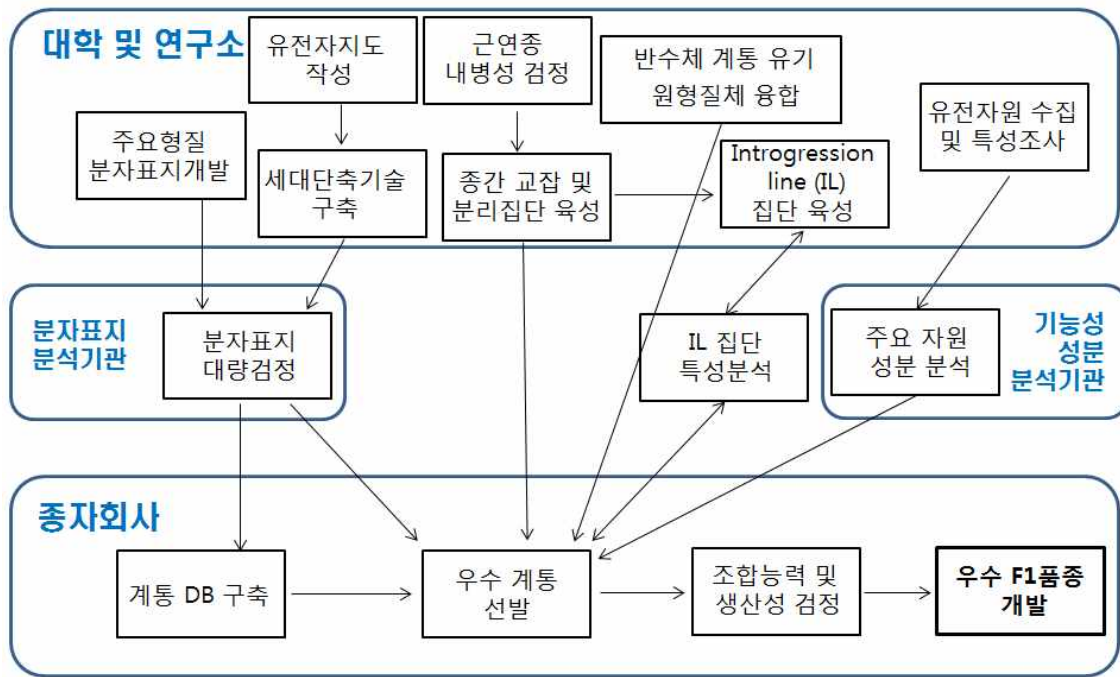 대학 및 연구소
유전자지도
작성
근연종
내병성 검정
반수체 계통 유기
원형질체 융합
유전자원 수집
및 특성조사
주요형질
분자표지개발
세대단축기술
구축
종간 교잡 및
분리집단 육성
Introgression
line (IL)
집단 육성
분자표지
분석기관
분자표지
대량검정
IL 집단
특성분석
주요 자원
성분 분석
기능성
성분
분석기관
종자회사
계통 DB 구축
우수 계통
선발
조합능력 및
생산성 검정
우수 F1품종
개발